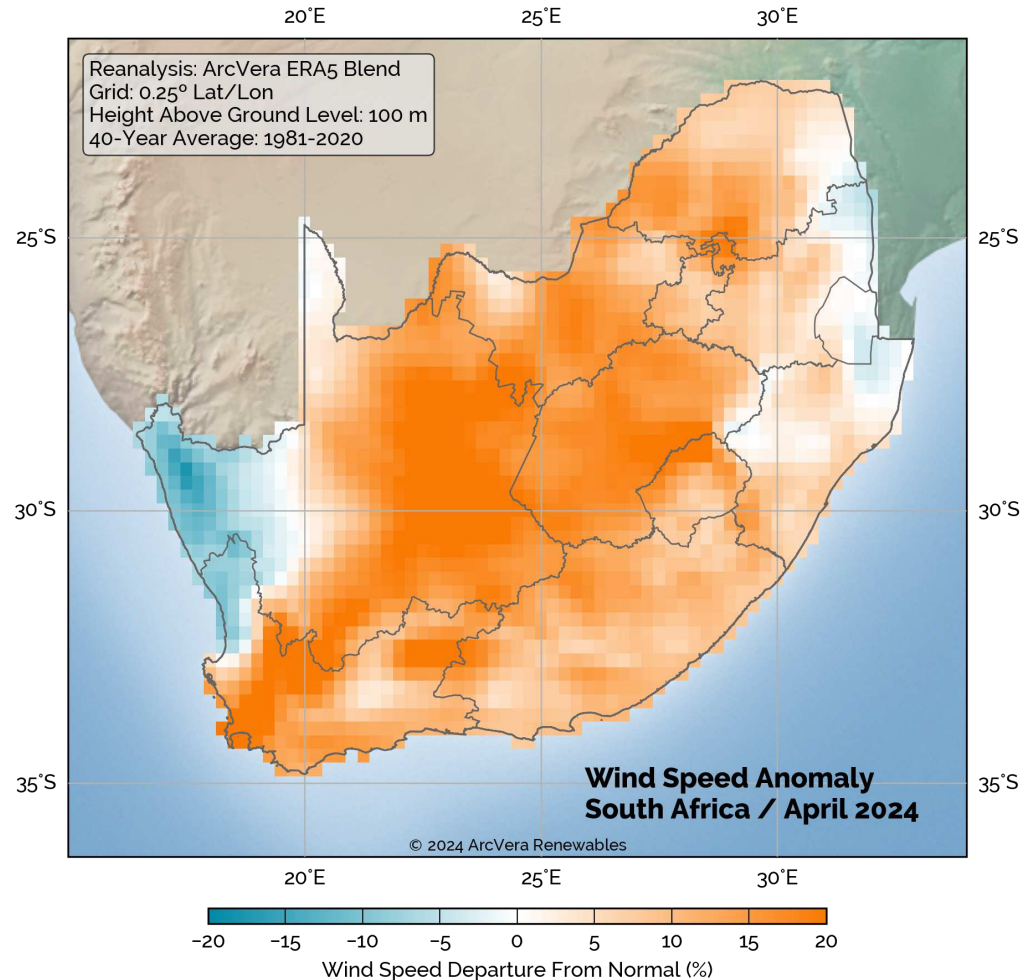 20°E 25°E 30°E
Reanalysis: ArcVera ERA5 Blend
Grid: 0.25º Lat/Lon
Height Above Ground Level: 100 m
40-Year Average: 1981-2020
25°S 25°S
30°S 30°S
35°S 35°S
Wind Speed Anomaly
South Africa / April 2024
© 2024 ArcVera Renewables
20°E 25°E 30°E
−20 −15 −10 −5 0 5 10 15 20
Wind Speed Departure From Normal (%)